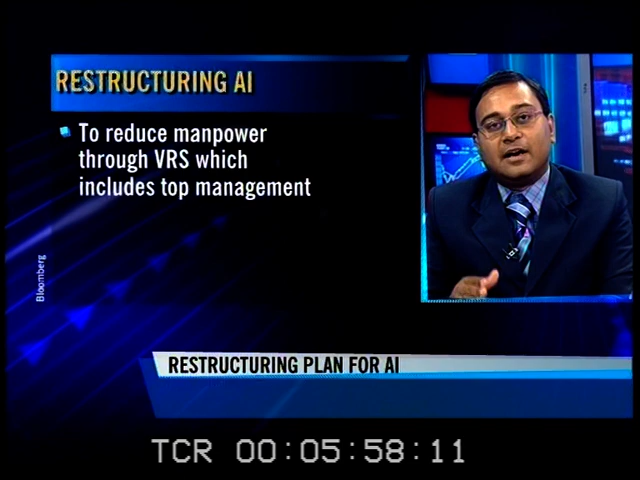 RESTRUCTURING AI
To reduce manpower
through VRS which
includes top management
Bloomberg
RESTRUCTURING PLAN FOR AI
TCR 00:05:58:11